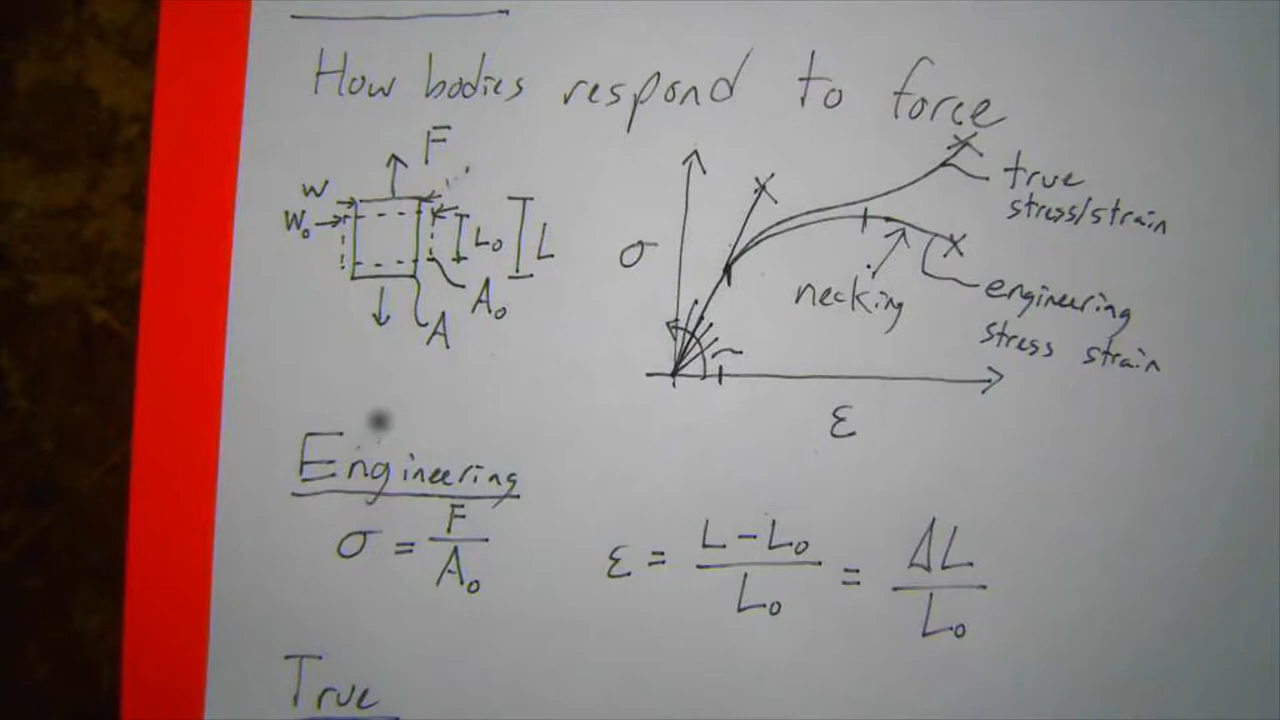 How bodies respond to force
F
W
W₀
L₀
L
A₀
A
σ
ε
true
stress/strain
necking
engineering
stress strain
Engineering
σ = F/A₀
ε = L - L₀/L₀ = ΔL/L₀
True